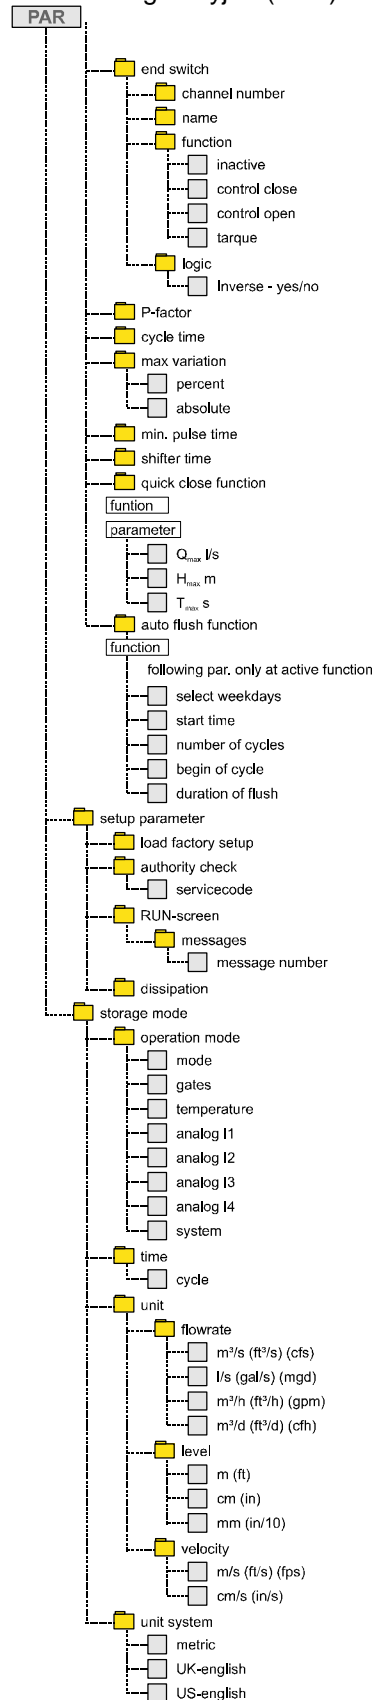 PAR
end switch
channel number
name
function
inactive
control close
control open
tarque
logic
Inverse - yes/no
P-factor
cycle time
max variation
percent
absolute
min. pulse time
shifter time
quick close function
funtion
parameter
Qmax l/s
Hmax m
Tmax s
auto flush function
function
following par. only at active function
select weekdays
start time
number of cycles
begin of cycle
duration of flush
setup parameter
load factory setup
authority check
servicecode
RUN-screen
messages
message number
dissipation
storage mode
operation mode
mode
gates
temperature
analog I1
analog I2
analog I3
analog I4
system
time
cycle
unit
flowrate
m³/s (ft³/s) (cfs)
l/s (gal/s) (mgd)
m³/h (ft³/h) (gpm)
m³/d (ft³/d) (cfh)
level
m (ft)
cm (in)
mm (in/10)
velocity
m/s (ft/s) (fps)
cm/s (in/s)
unit system
metric
UK-english
US-english